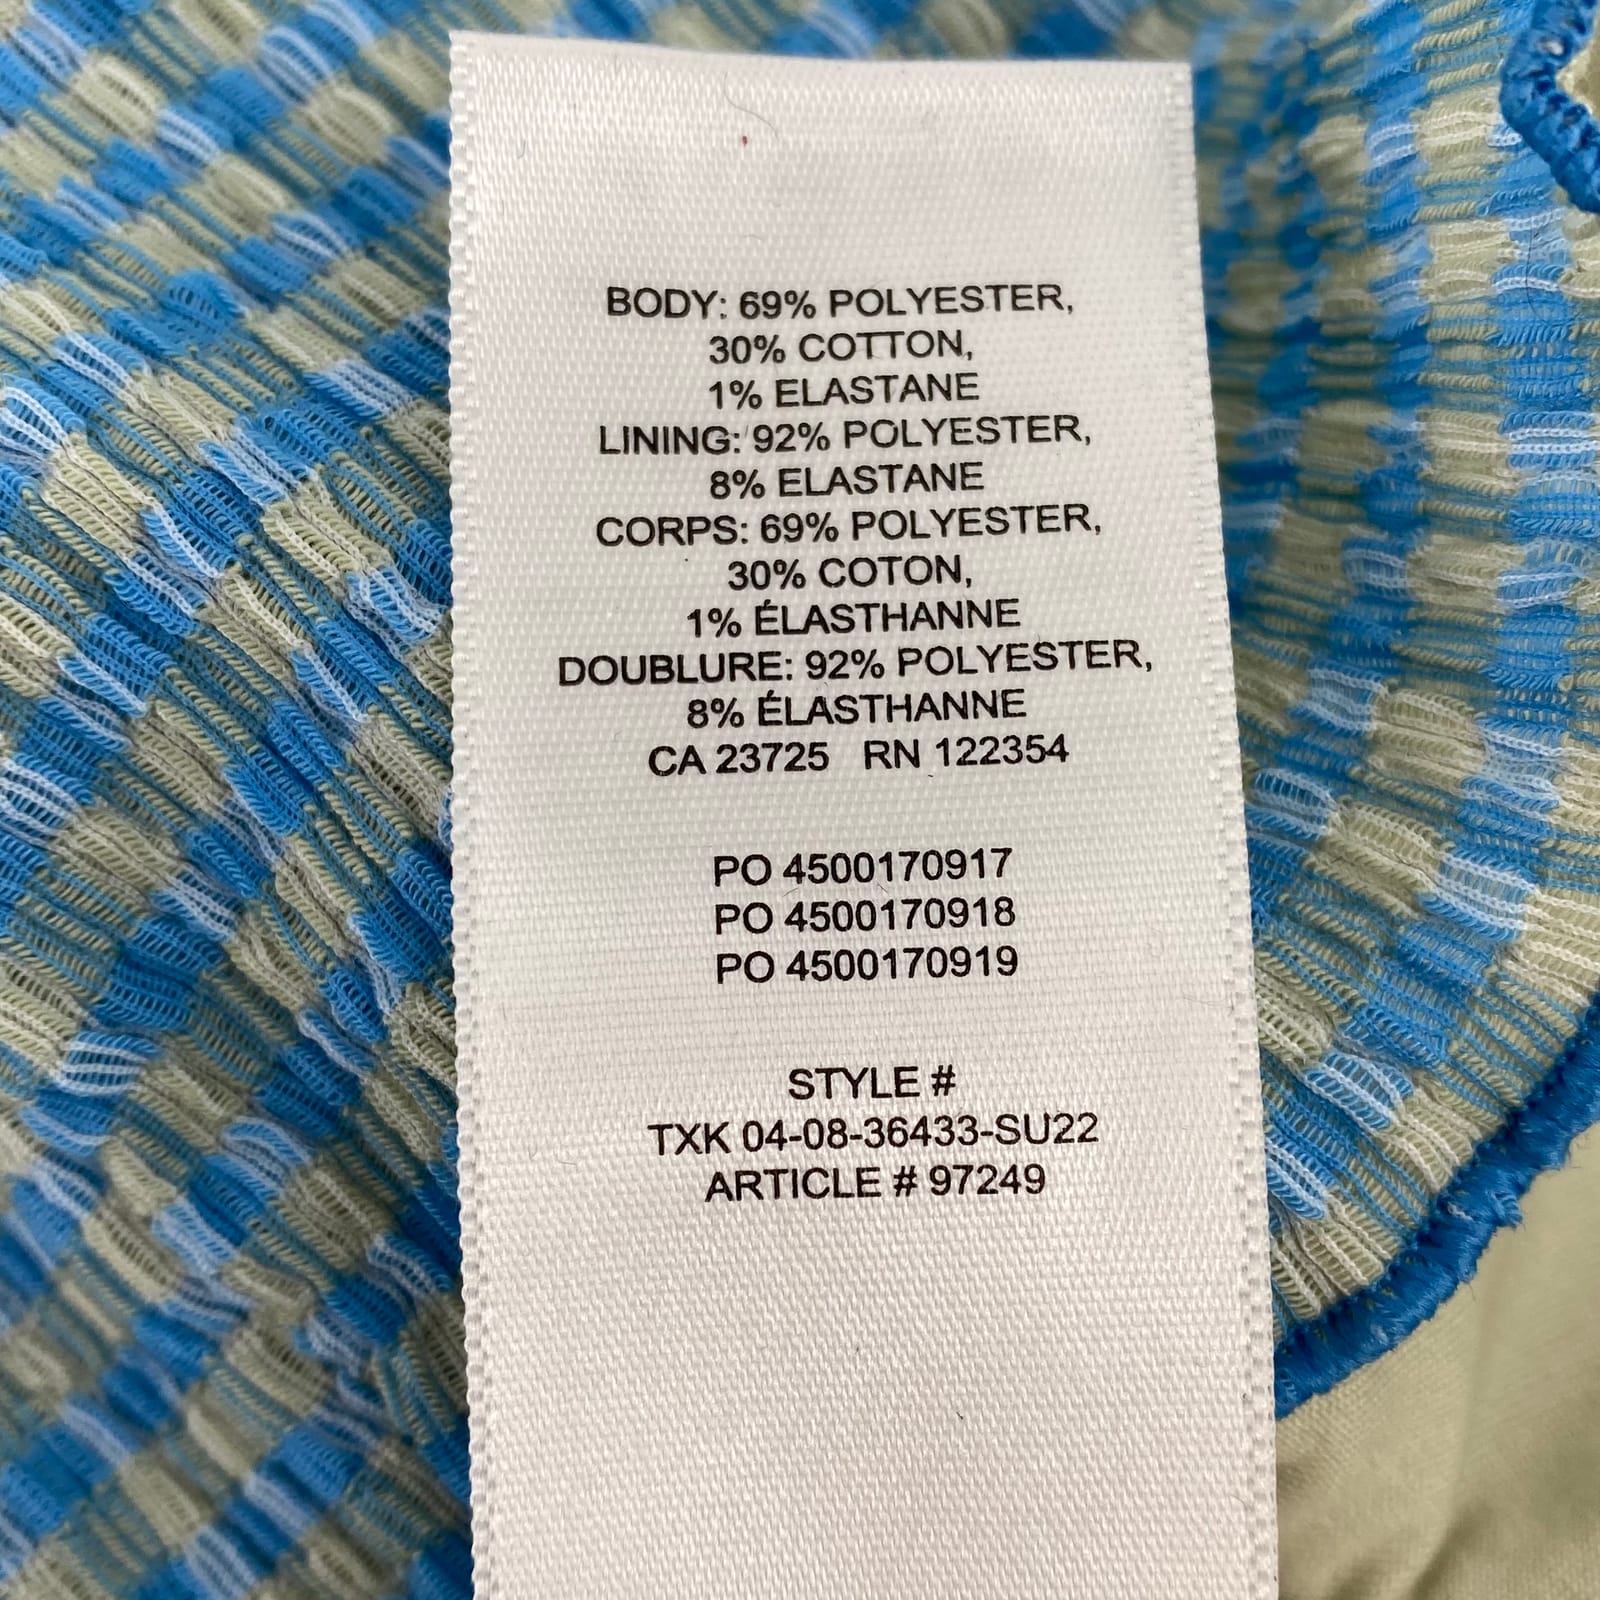 BODY: 69% POLYESTER,
30% COTTON,
1% ELASTANE
LINING: 92% POLYESTER,
8% ELASTANE
CORPS: 69% POLYESTER,
30% COTON,
1% ÉLASTHANNE
DOUBLURE: 92% POLYESTER,
8% ÉLASTHANNE
CA 23725 RN 122354
PO 4500170917
PO 4500170918
PO 4500170919
STYLE #
TXK 04-08-36433-SU22
ARTICLE # 97249